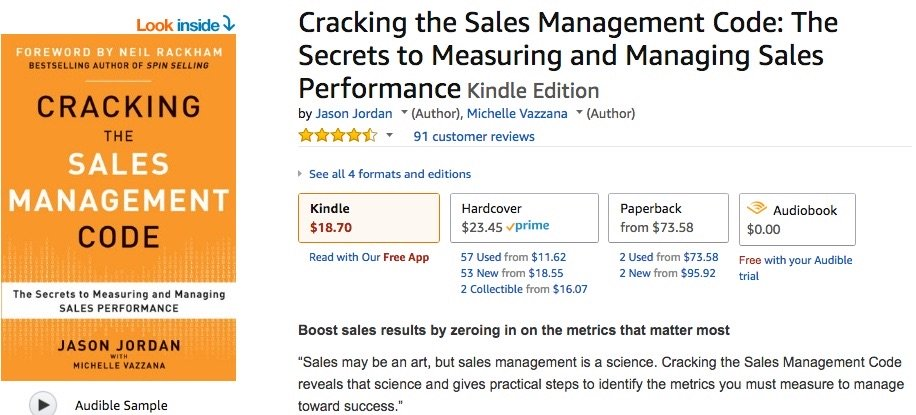 Look inside
FOREWORD BY NEIL RACKHAM
BESTSELLING AUTHOR OF SPIN SELLING
CRACKING
THE
SALES
MANAGEMENT
CODE
The Secrets to Measuring and Managing
SALES PERFORMANCE
JASON JORDAN
WITH
MICHELLE VAZZANA
Audible Sample
Cracking the Sales Management Code: The
Secrets to Measuring and Managing Sales
Performance Kindle Edition
by Jason Jordan (Author), Michelle Vazzana (Author)
91 customer reviews
See all 4 formats and editions
Kindle
$18.70
Read with Our Free App
Hardcover
$23.45 prime
57 Used from $11.62
53 New from $18.55
2 Collectible from $16.07
Paperback
from $73.58
2 Used from $73.58
2 New from $95.92
Audiobook
$0.00
Free with your Audible
trial
Boost sales results by zeroing in on the metrics that matter most
“Sales may be an art, but sales management is a science. Cracking the Sales Management Code
reveals that science and gives practical steps to identify the metrics you must measure to manage
toward success.”